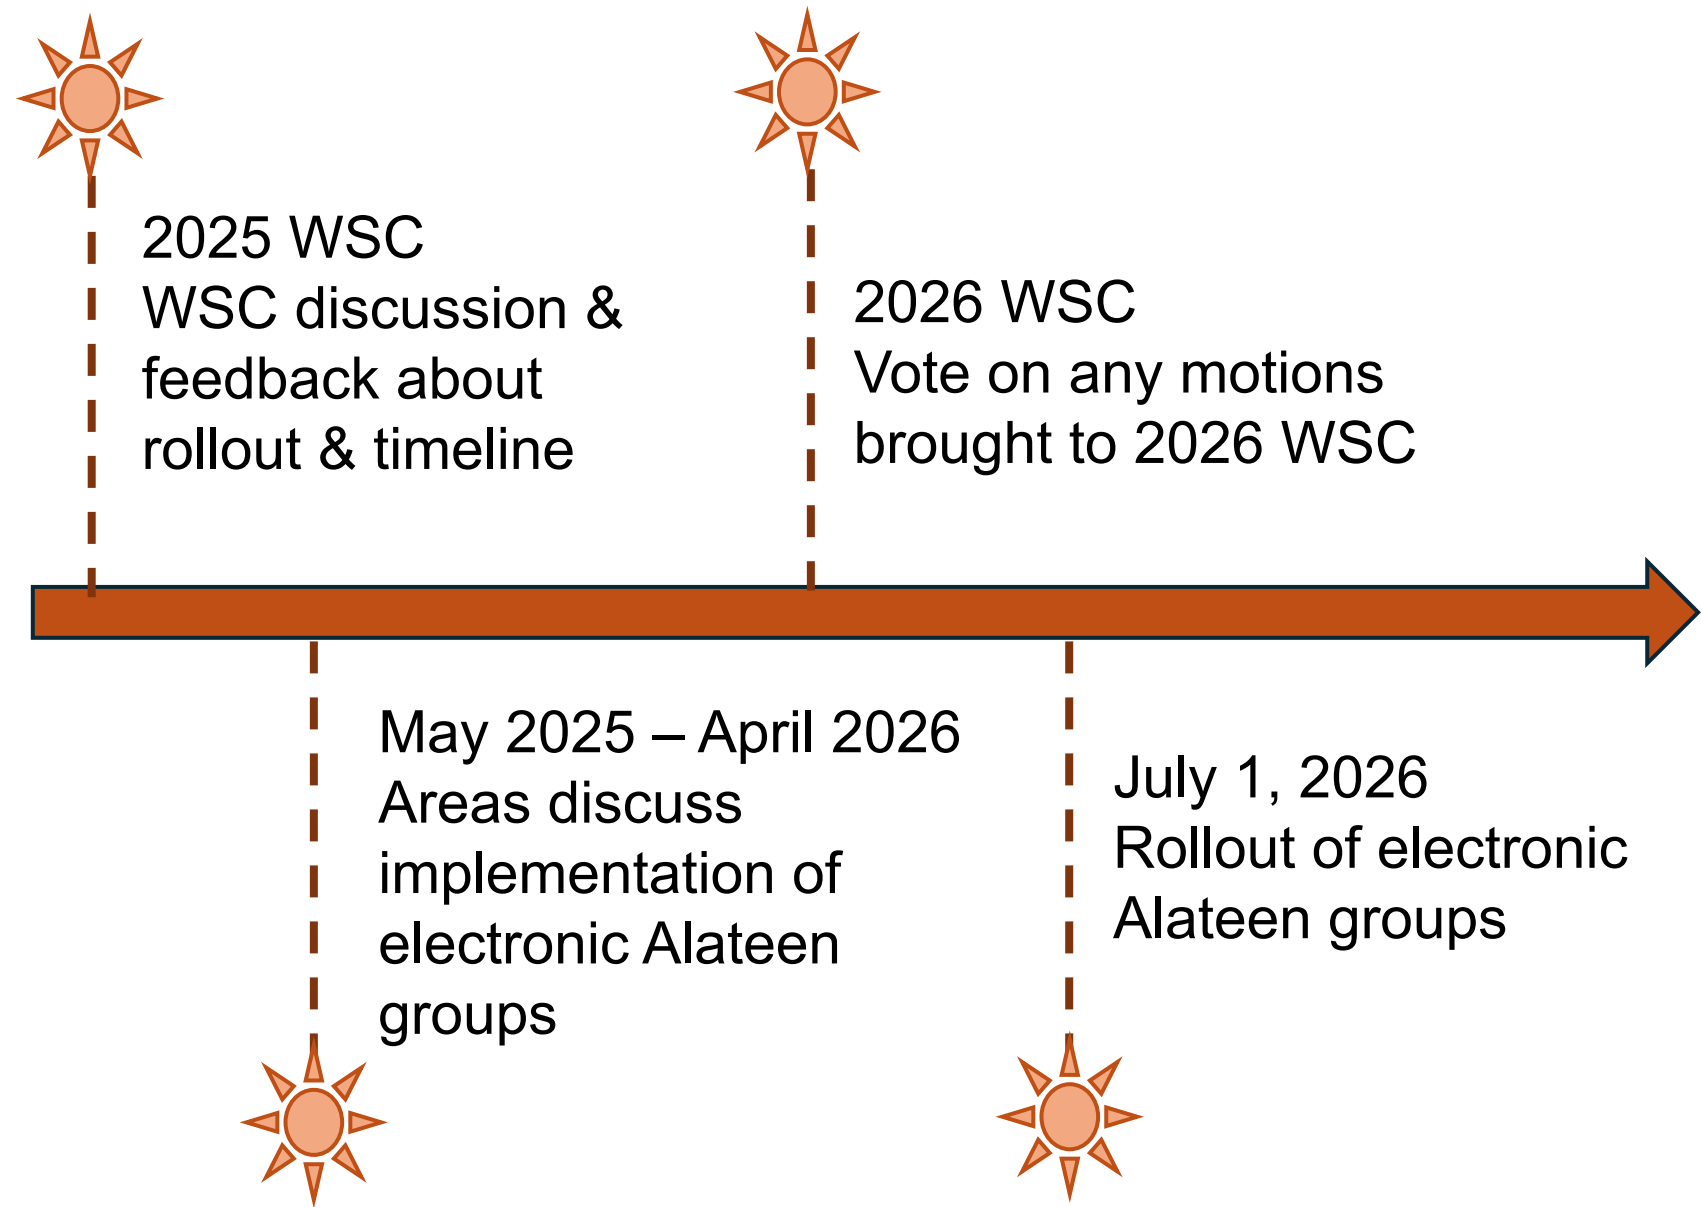 2025 WSC
WSC discussion &
feedback about
rollout & timeline
May 2025 – April 2026
Areas discuss
implementation of
electronic Alateen
groups
2026 WSC
Vote on any motions
brought to 2026 WSC
July 1, 2026
Rollout of electronic
Alateen groups